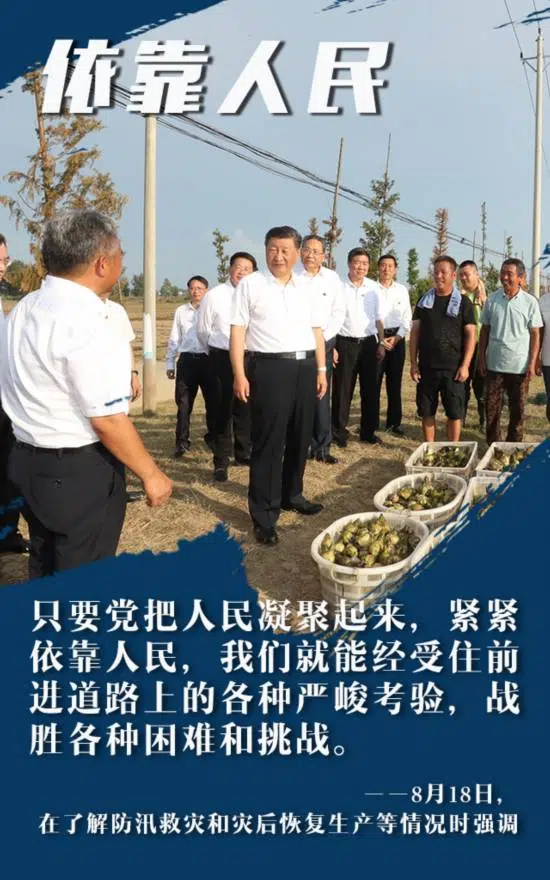 依靠人民
只要党把人民凝聚起来，紧紧
依靠人民，我们就能经受住前
进道路上的各种严峻考验，战
胜各种困难和挑战。
——8月18日，
在了解防汛救灾和灾后恢复生产等情况时强调